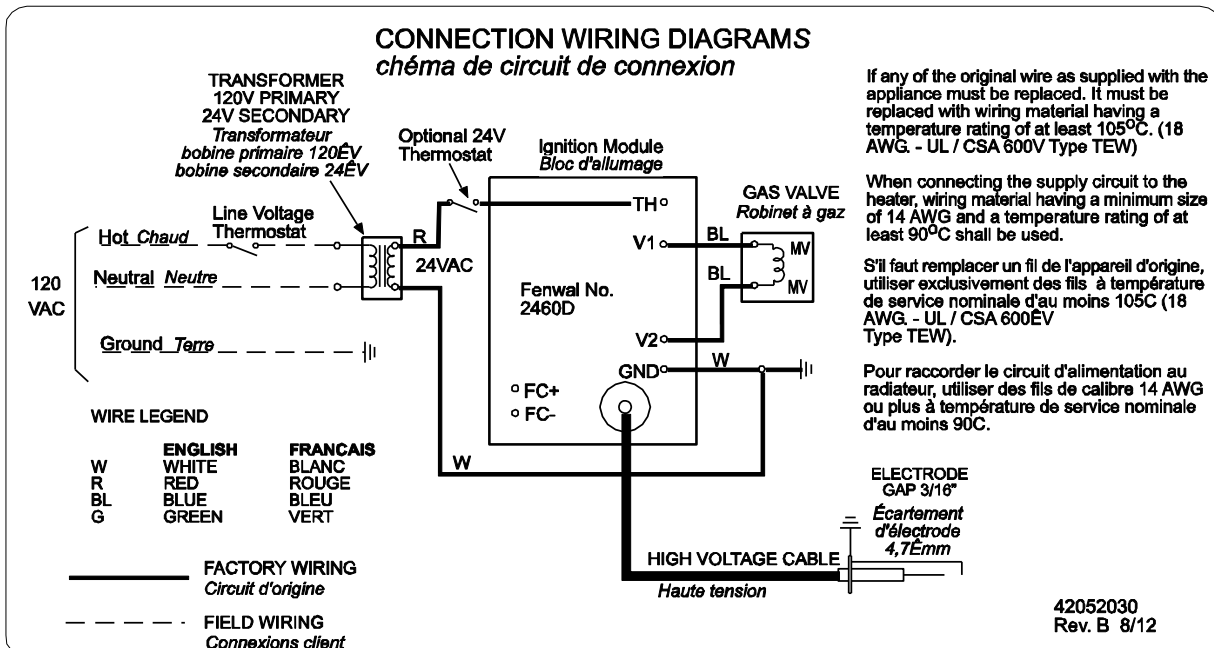 CONNECTION WIRING DIAGRAMS
chéma de circuit de connexion
TRANSFORMER
120V PRIMARY
24V SECONDARY
Transformateur
bobine primaire 120ÊV
bobine secondaire 24ÊV
Optional 24V
Thermostat
Ignition Module
Bloc d'allumage
TH
V1
V2
GND
FC+
FC-
Fenwal No.
2460D
GAS VALVE
Robinet à gaz
MV
MV
BL
BL
W
W
R
24VAC
Line Voltage
Thermostat
120
VAC
Hot Chaud
Neutral Neutre
Ground Terre
WIRE LEGEND
ENGLISH FRANCAIS
W WHITE BLANC
R RED ROUGE
BL BLUE BLEU
G GREEN VERT
FACTORY WIRING
Circuit d'origine
FIELD WIRING
Connexions client
HIGH VOLTAGE CABLE
Haute tension
ELECTRODE
GAP 3/16"
Écartement
d'électrode
4,7Êmm
If any of the original wire as supplied with the
appliance must be replaced. It must be
replaced with wiring material having a
temperature rating of at least 105°C. (18
AWG. - UL / CSA 600V Type TEW)
When connecting the supply circuit to the
heater, wiring material having a minimum size
of 14 AWG and a temperature rating of at
least 90°C shall be used.
S'il faut remplacer un fil de l'appareil d'origine,
utiliser exclusivement des fils à température
de service nominale d'au moins 105C (18
AWG. - UL / CSA 600ÊV
Type TEW).
Pour raccorder le circuit d'alimentation au
radiateur, utiliser des fils de calibre 14 AWG
ou plus à température de service nominale
d'au moins 90C.
42052030
Rev. B 8/12